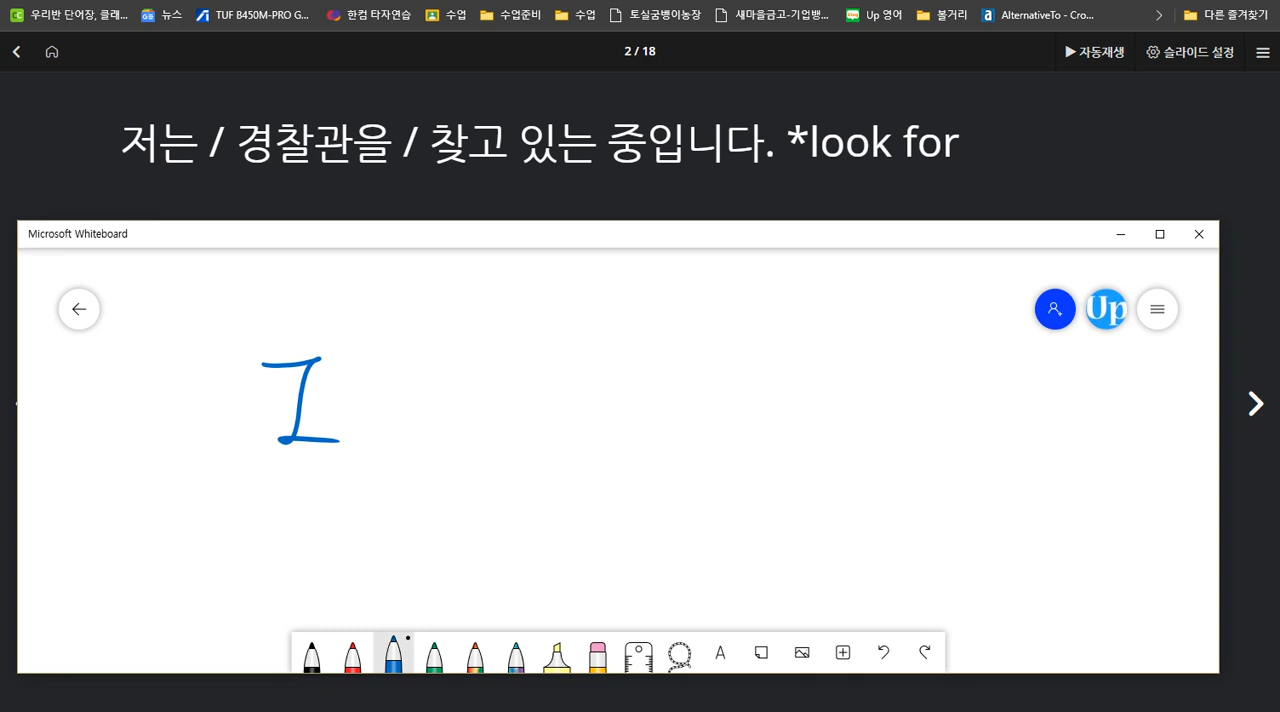 우리반 단어장, 클래...
뉴스
TUF B450M-PRO G...
한컴 타자연습
수업
수업준비
수업
토실궁뱅이농장
새마을금고-기업뱅...
Up 영어
볼거리
AlternativeTo - Cro...
다른 즐겨찾기
2 / 18
자동재생
슬라이드 설정
저는 / 경찰관을 / 찾고 있는 중입니다. *look for
Microsoft Whiteboard
Up
I
A